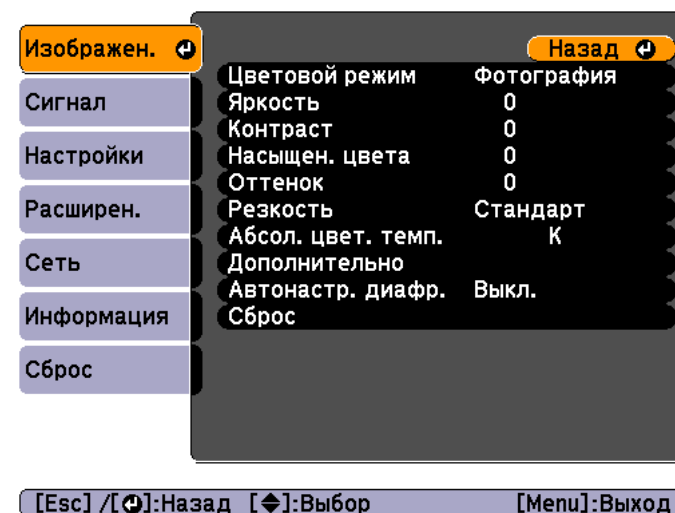 Изображен.
Сигнал
Настройки
Расширен.
Сеть
Информация
Сброс
Назад
Цветовой режим Фотография
Яркость 0
Контраст 0
Насыщен. цвета 0
Оттенок 0
Резкость Стандарт
Абсол. цвет. темп. K
Дополнительно
Автонастр. диафр. Выкл.
Сброс
[Esc] /[⏎]:Назад [◆]:Выбор [Menu]:Выход